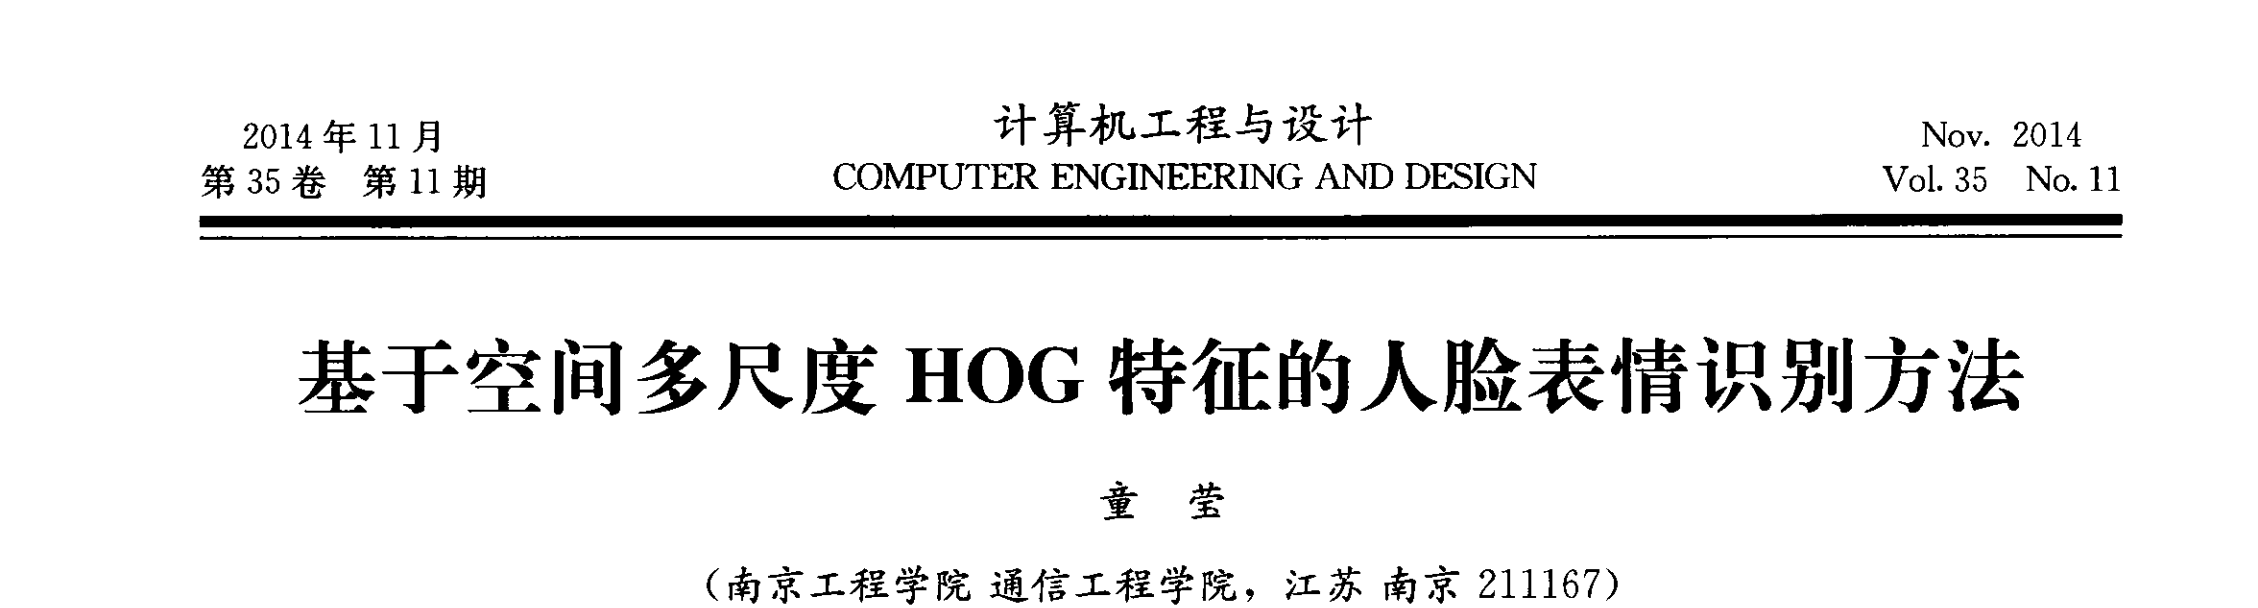 2014年11月
第35卷 第11期
计算机工程与设计
COMPUTER ENGINEERING AND DESIGN
Nov. 2014
Vol. 35 No. 11
基于空间多尺度 HOG 特征的人脸表情识别方法
童 莹
（南京工程学院 通信工程学院，江苏 南京 211167）